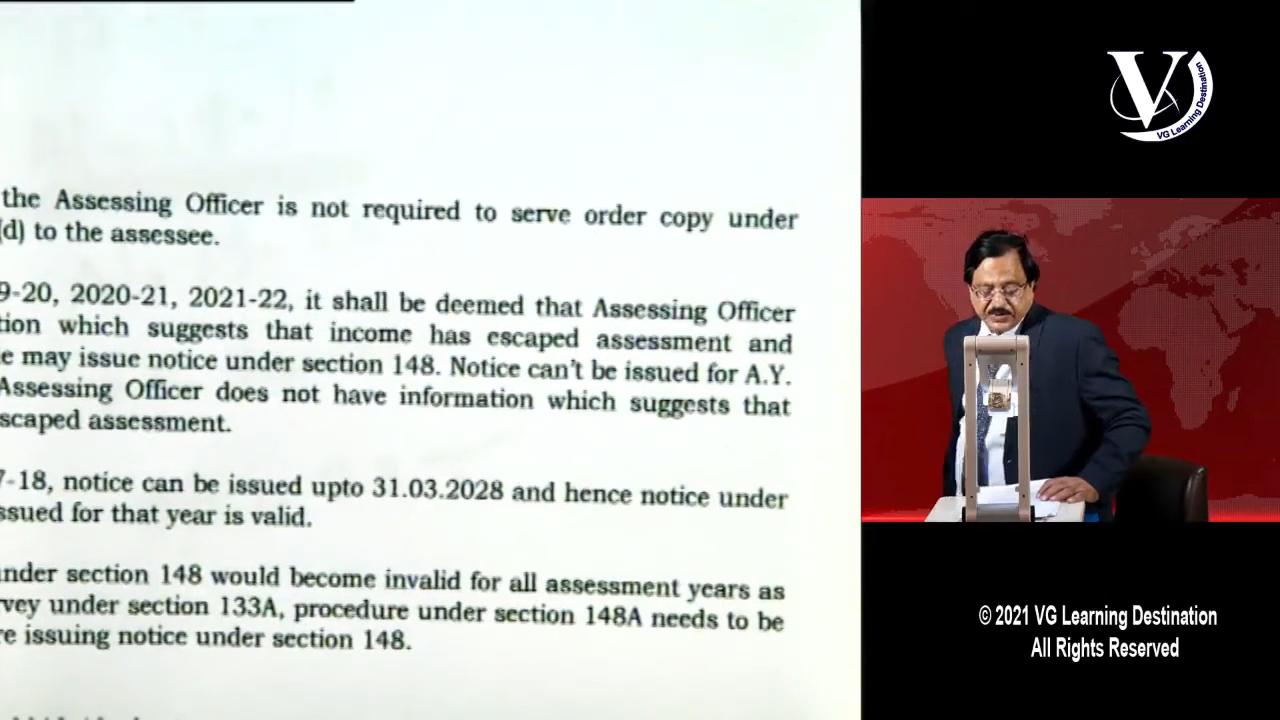 the Assessing Officer is not required to serve order copy under
(d) to the assessee.
9-20, 2020-21, 2021-22, it shall be deemed that Assessing Officer
tion which suggests that income has escaped assessment and
e may issue notice under section 148. Notice can't be issued for A.Y.
Assessing Officer does not have information which suggests that
scaped assessment.
7-18, notice can be issued upto 31.03.2028 and hence notice under
ssued for that year is valid.
nder section 148 would become invalid for all assessment years as
vey under section 133A, procedure under section 148A needs to be
re issuing notice under section 148.
V
VG Learning Destination
© 2021 VG Learning Destination
All Rights Reserved